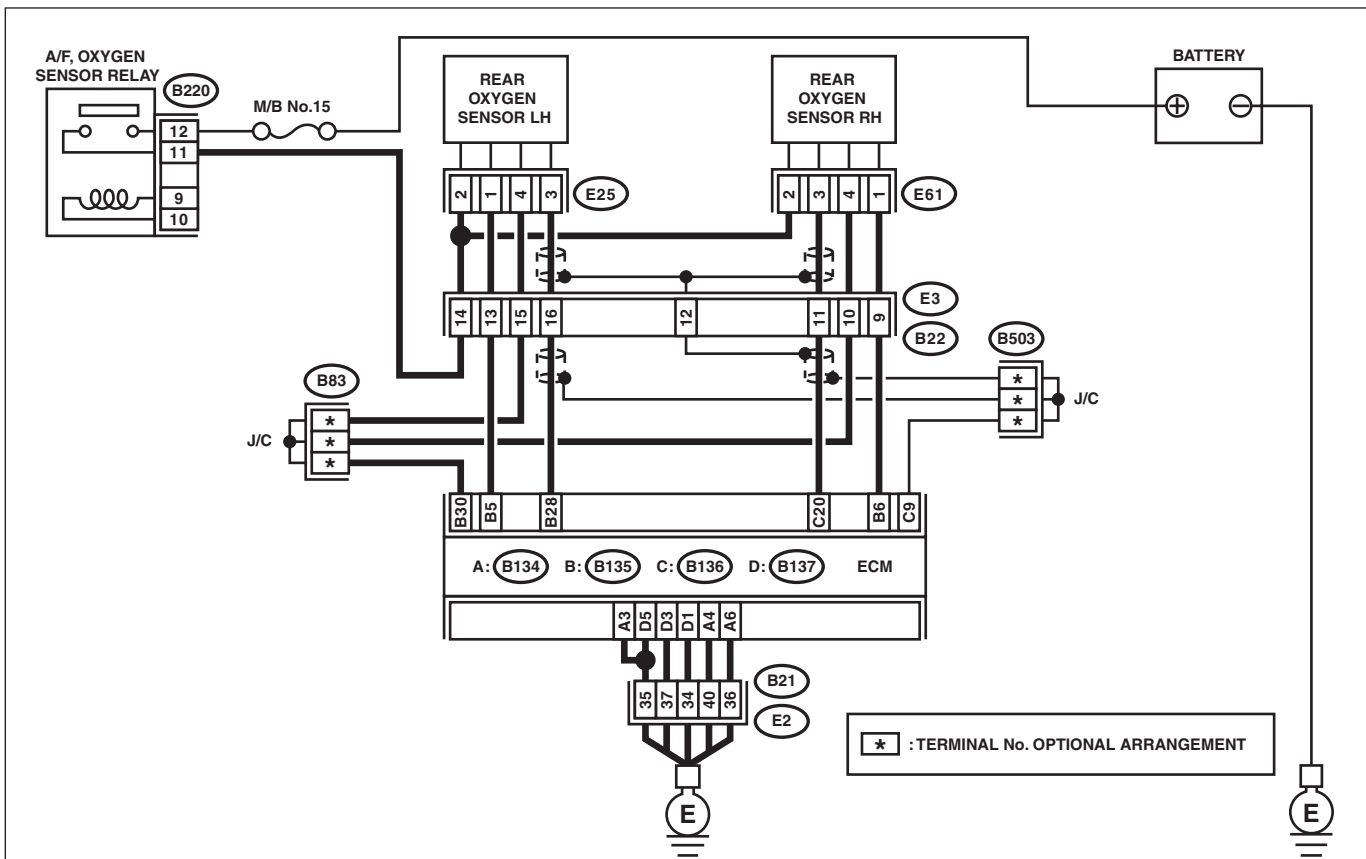 A/F, OXYGEN
SENSOR RELAY
B220
12
11
9
10
M/B No.15
REAR
OXYGEN
SENSOR LH
REAR
OXYGEN
SENSOR RH
BATTERY
2 1 4 3
E25
2 3 4 1
E61
14 13 15 16 12 11 10 9
E3
B22
B503
*
*
*
J/C
B83
*
*
*
J/C
B30 B5 B28 C20 B6 C9
A: B134 B: B135 C: B136 D: B137 ECM
A3 D5 D3 D1 A4 A6
35 37 34 40 36
B21
E2
* : TERMINAL No. OPTIONAL ARRANGEMENT
E
E